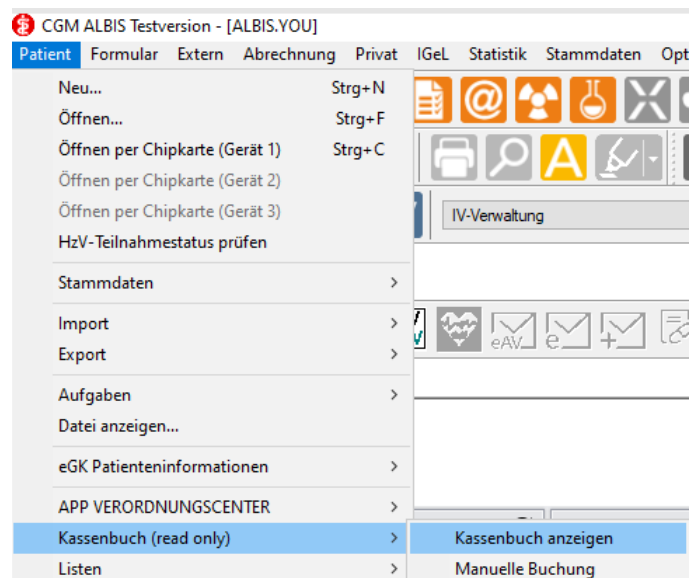 CGM ALBIS Testversion - [ALBIS.YOU]
Patient Formular Extern Abrechnung Privat IGeL Statistik Stammdaten Opt
Neu... Strg+N
Öffnen... Strg+F
Öffnen per Chipkarte (Gerät 1) Strg+C
Öffnen per Chipkarte (Gerät 2)
Öffnen per Chipkarte (Gerät 3)
IV-Verwaltung
HzV-Teilnahmestatus prüfen
Stammdaten
Import
Export
eAV e
Aufgaben
Datei anzeigen...
eGK Patienteninformationen
APP VERORDNUNGSCENTER
Kassenbuch (read only) Kassenbuch anzeigen
Listen Manuelle Buchung